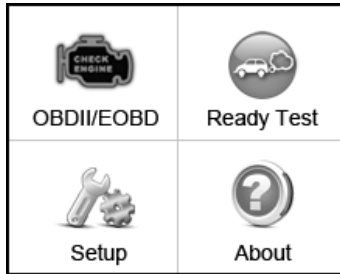 CHECK
ENGINE
OBDII/EOBD
Ready Test
Setup
About